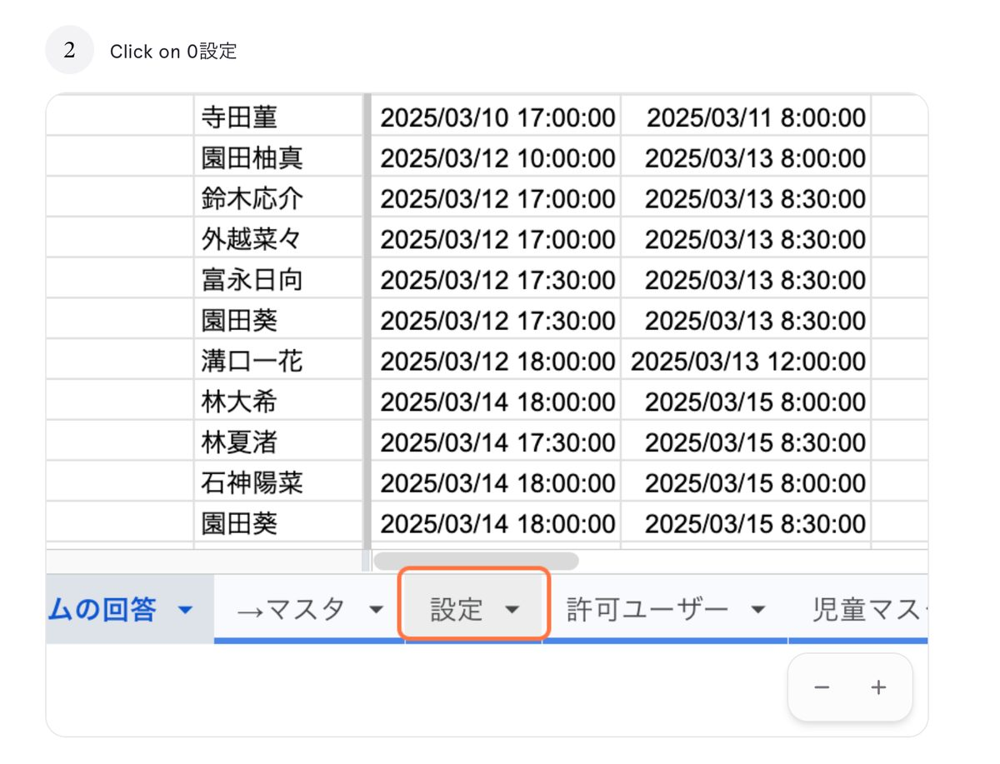 2 Click on 0設定
寺田菫 2025/03/10 17:00:00 2025/03/11 8:00:00
園田柚真 2025/03/12 10:00:00 2025/03/13 8:00:00
鈴木応介 2025/03/12 17:00:00 2025/03/13 8:30:00
外越菜々 2025/03/12 17:00:00 2025/03/13 8:30:00
富永日向 2025/03/12 17:30:00 2025/03/13 8:30:00
園田葵 2025/03/12 17:30:00 2025/03/13 8:30:00
溝口一花 2025/03/12 18:00:00 2025/03/13 12:00:00
林大希 2025/03/14 18:00:00 2025/03/15 8:00:00
林夏渚 2025/03/14 17:30:00 2025/03/15 8:30:00
石神陽菜 2025/03/14 18:00:00 2025/03/15 8:00:00
園田葵 2025/03/14 18:00:00 2025/03/15 8:30:00
ムの回答 →マスタ 設定 許可ユーザー 児童マス